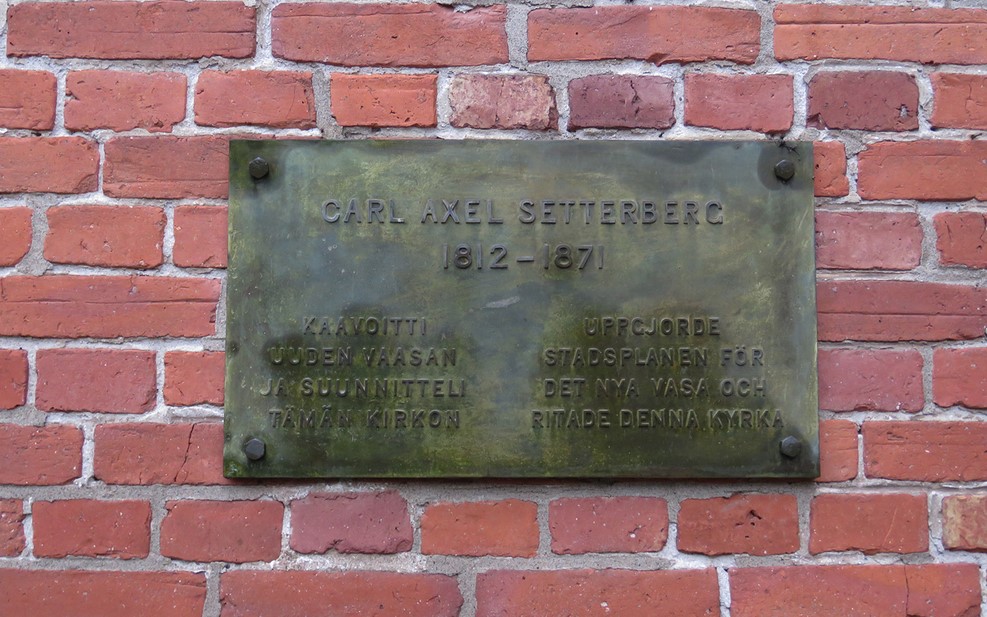 CARL AXEL SETTERBERG
1812–1871
KAAVOITTI
UUDEN VAASAN
JA SUUNNITTELI
TÄMÄN KIRKON
UPPGJORDE
STADSPLANEN FÖR
DET NYA VASA OCH
RITADE DENNA KYRKA